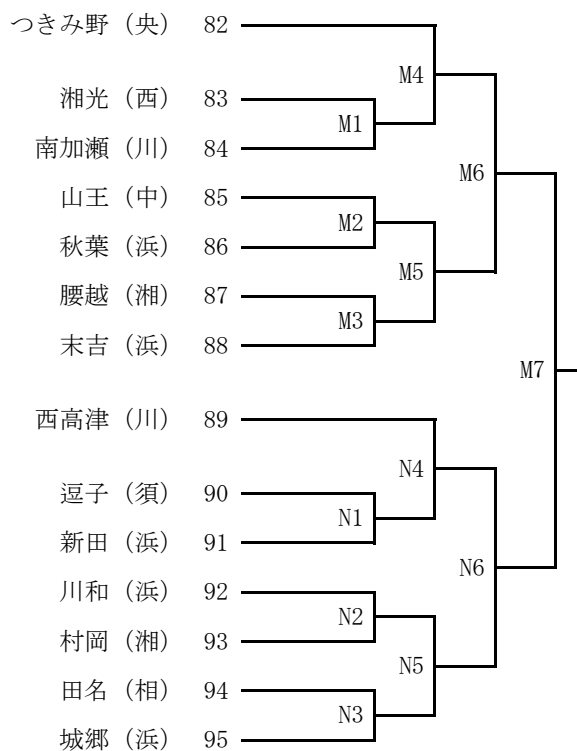 つきみ野（央） 82
M4
湘光（西） 83
M1
南加瀬（川） 84
M6
山王（中） 85
M2
秋葉（浜） 86
M5
腰越（湘） 87
M3
末吉（浜） 88
M7
西高津（川） 89
N4
逗子（須） 90
N1
新田（浜） 91
N6
川和（浜） 92
N2
村岡（湘） 93
N5
田名（相） 94
N3
城郷（浜） 95